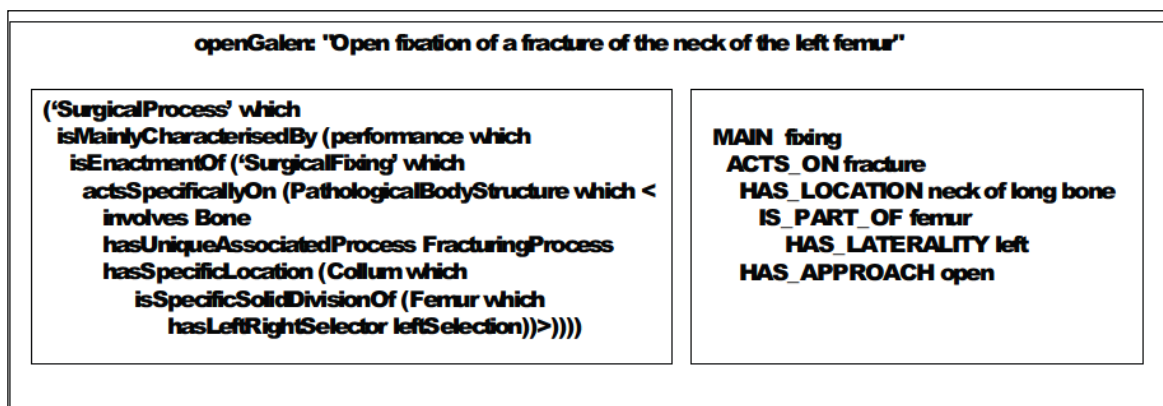 openGalen: "Open fixation of a fracture of the neck of the left femur"
(‘SurgicalProcess’ which
isMainlyCharacterisedBy (performance which
isEnactmentOf (‘SurgicalFixing’ which
actsSpecificallyOn (PathologicalBodyStructure which <
involves Bone
hasUniqueAssociatedProcess FracturingProcess
hasSpecificLocation (Collum which
isSpecificSolidDivisionOf (Femur which
hasLeftRightSelector leftSelection))>))))
MAIN fixing
ACTS_ON fracture
HAS_LOCATION neck of long bone
IS_PART_OF femur
HAS_LATERALITY left
HAS_APPROACH open